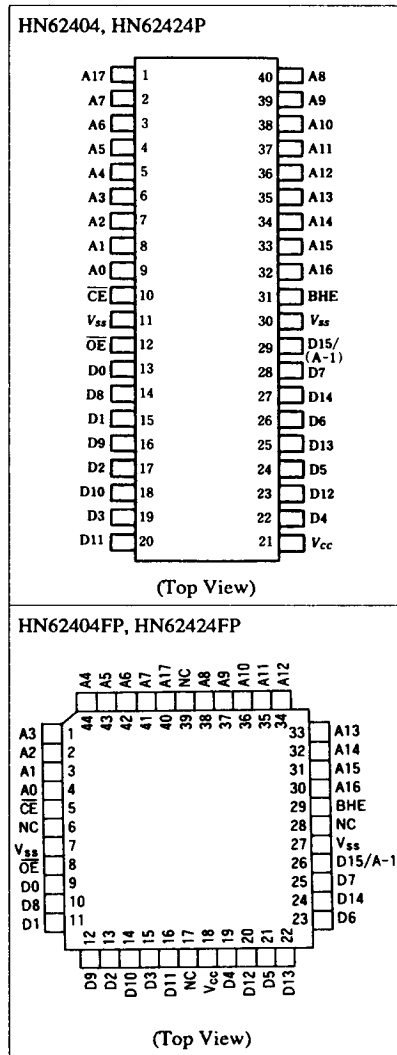 HN62404, HN62424P
A17 1 40 A8
A7 2 39 A9
A6 3 38 A10
A5 4 37 A11
A4 5 36 A12
A3 6 35 A13
A2 7 34 A14
A1 8 33 A15
A0 9 32 A16
CE 10 31 BHE
Vss 11 30 Vss
OE 12 29 D15/
(A-1)
D0 13 28 D7
D8 14 27 D14
D1 15 26 D6
D9 16 25 D13
D2 17 24 D5
D10 18 23 D12
D3 19 22 D4
D11 20 21 Vcc
(Top View)
HN62404FP, HN62424FP
A4 A5 A6 A7 A17 NC A8 A9 A10 A11 A12
44 43 42 41 40 39 38 37 36 35 34
A3 1 33 A13
A2 2 32 A14
A1 3 31 A15
A0 4 30 A16
CE 5 29 BHE
NC 6 28 NC
Vss 7 27 Vss
OE 8 26 D15/A-1
D0 9 25 D7
D8 10 24 D14
D1 11 23 D6
12 13 14 15 16 17 18 19 20 21 22
D9 D2 D10 D3 D11 NC Vcc D4 D12 D5 D13
(Top View)